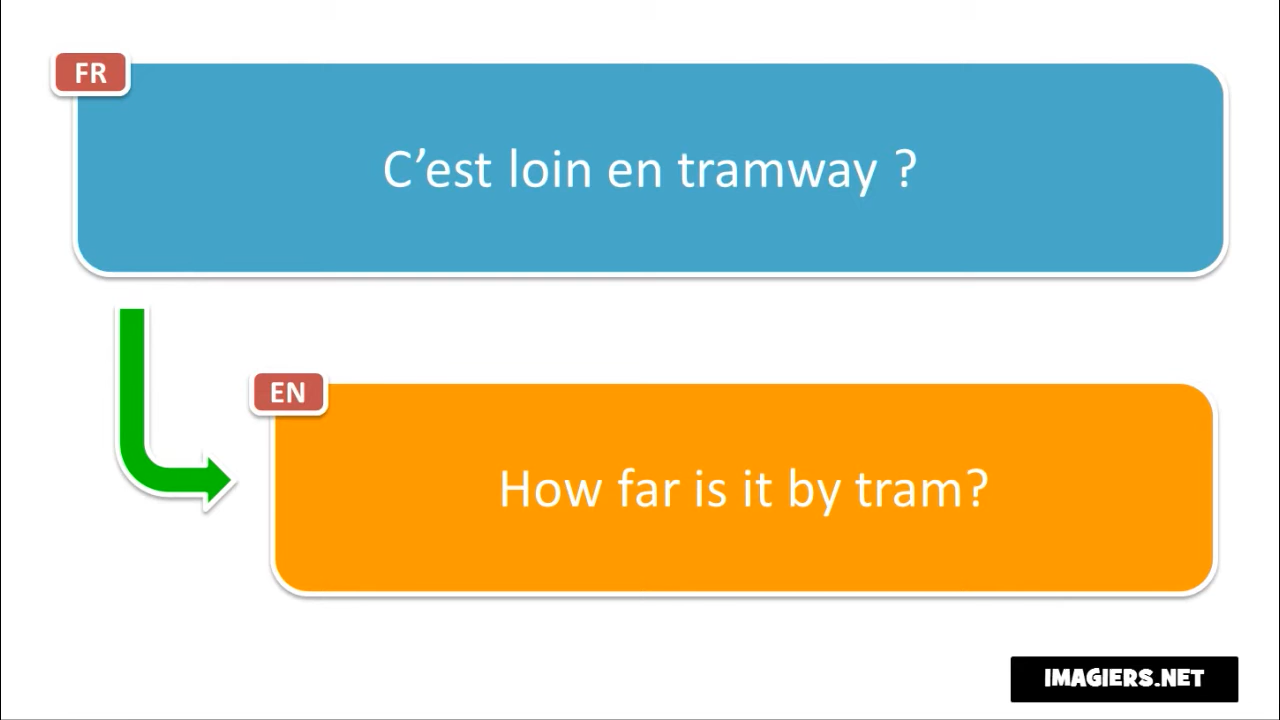 FR
C’est loin en tramway ?
EN
How far is it by tram?
IMAGIERS.NET